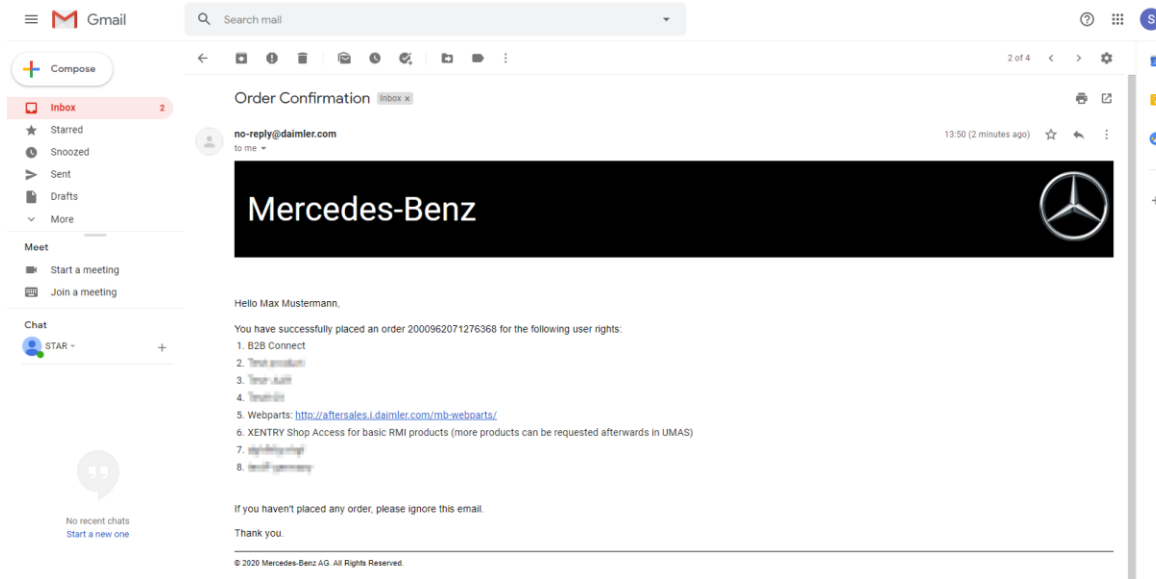 Gmail
Search mail
S
Compose
2 of 4
Inbox 2
Starred
Snoozed
Sent
Drafts
More
Meet
Start a meeting
Join a meeting
Chat
STAR
No recent chats
Start a new one
Order Confirmation Inbox x
no-reply@daimler.com 13:50 (2 minutes ago)
to me
Mercedes-Benz
Hello Max Mustermann,
You have successfully placed an order 2000962071276368 for the following user rights:
1. B2B Connect
2.
3.
4.
5. Webparts: http://aftersales.i.daimler.com/mb-webparts/
6. XENTRY Shop Access for basic RMI products (more products can be requested afterwards in UMAS)
7.
8.
If you haven't placed any order, please ignore this email.
Thank you.
© 2020 Mercedes-Benz AG. All Rights Reserved.